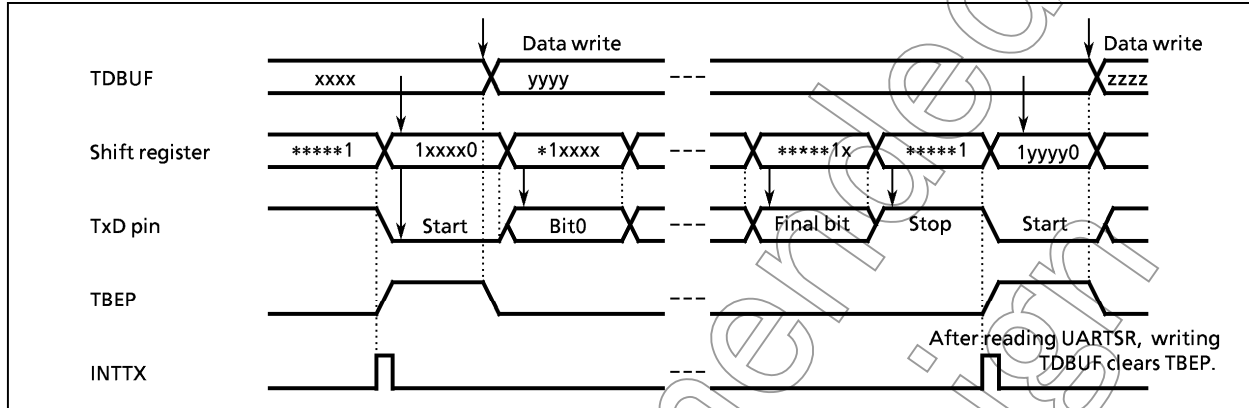 Data write Data write
TDBUF xxxx yyyy zzzz
Shift register *****1 1xxxx0 *1xxxx *****1x *****1 1yyyy0
TxD pin Start Bit0 Final bit Stop Start
TBEP
After reading UARTSR, writing
TDBUF clears TBEP.
INTTX